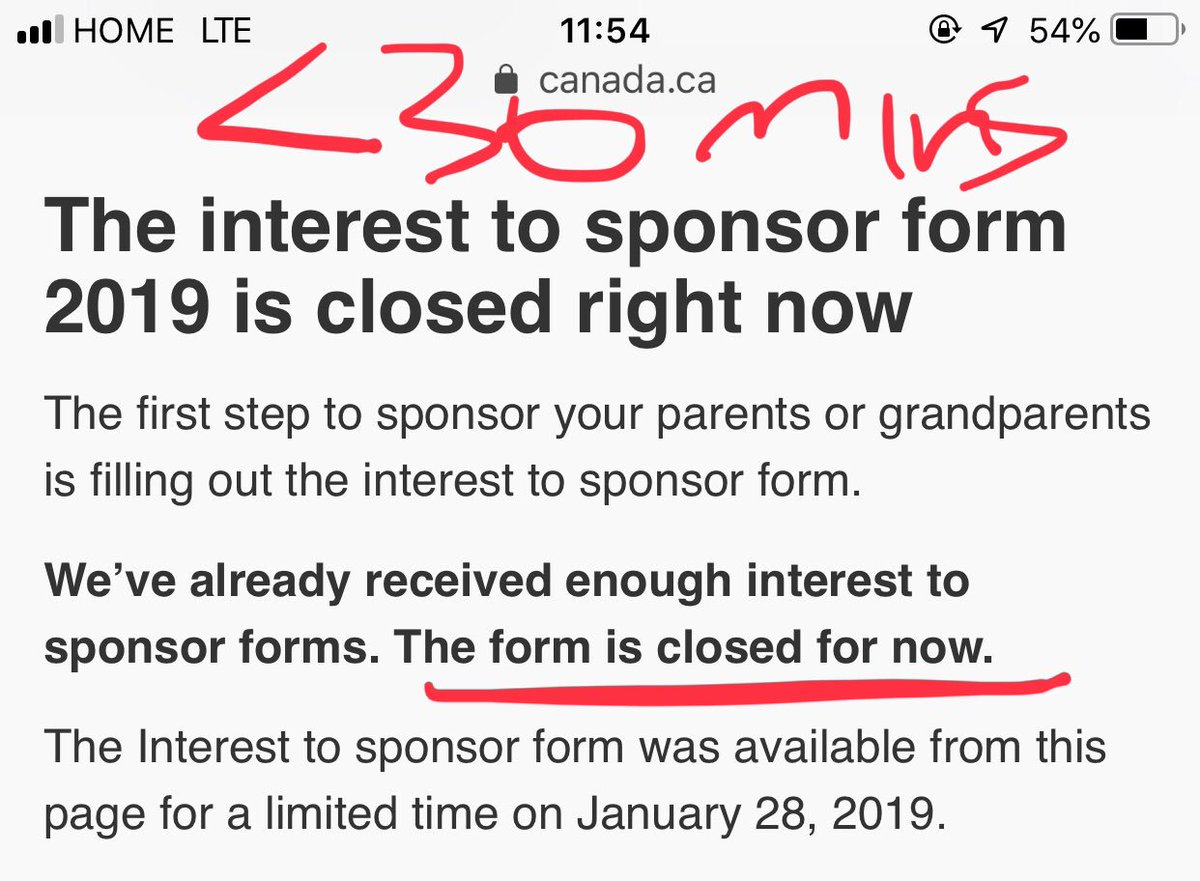 HOME LTE 11:54 54%
canada.ca
<30 mins
The interest to sponsor form
2019 is closed right now
The first step to sponsor your parents or grandparents
is filling out the interest to sponsor form.
We’ve already received enough interest to
sponsor forms. The form is closed for now.
The Interest to sponsor form was available from this
page for a limited time on January 28, 2019.